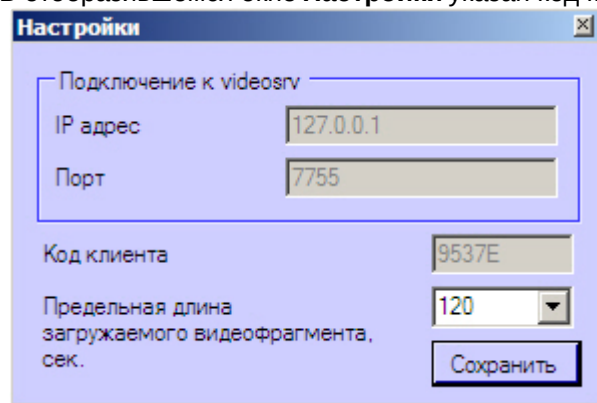 Настройки
Подключение к videosrv
IP адрес
127.0.0.1
Порт
7755
Код клиента
9537E
Предельная длина
загружаемого видеофрагмента,
сек.
120
Сохранить